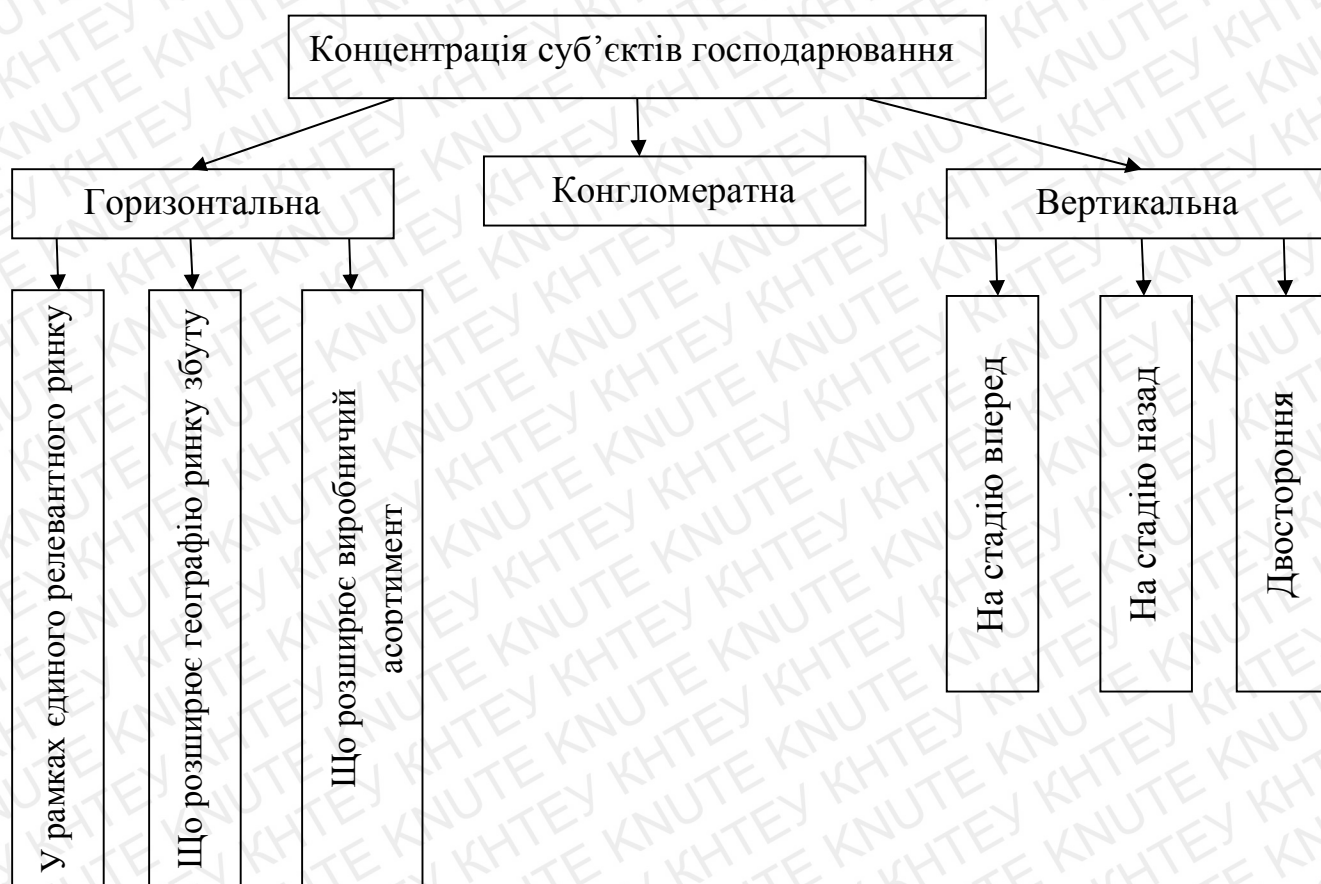 Концентрація суб’єктів господарювання
Горизонтальна
Конгломератна
Вертикальна
У рамках єдиного релевантного ринку
Що розширює географію ринку збуту
Що розширює виробничий
асортимент
На стадію вперед
На стадію назад
Двостороння